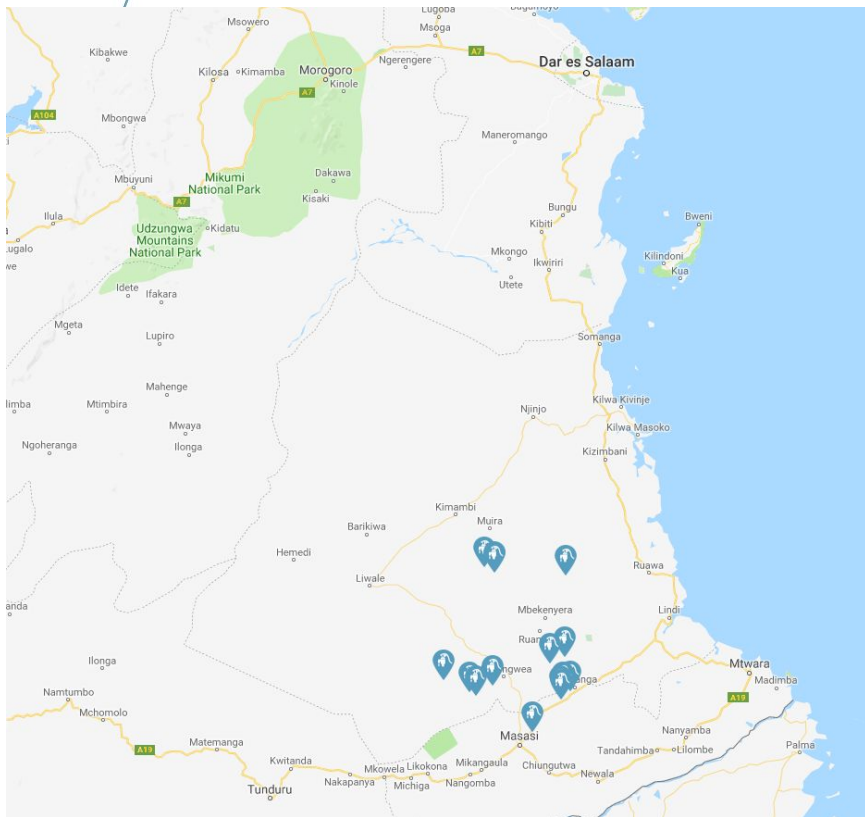 Lugoba
Bugamoyo
Msowero
Msoga
Kibakwe
Kilosa
Kimamba
Morogoro
Ngerengere
A7
Dar es Salaam
A7
Kinole
A104
Mbongwa
Maneromango
Mbuyuni
Mikumi
National Park
Dakawa
Kisaki
A7
Ilula
Udzungwa
Mountains
National Park
Kidatu
Bungu
Kibiti
Bweni
Lugalo
Mkongo
Ikwiriri
Kilindoni
Kua
Utete
Idete
Ifakara
Mgeta
Lupiro
Somanga
Mahenge
Mtimbira
Njinjo
Kilwa Kivinje
Mwaya
Kilwa Masoko
Ngoheranga
Ilonga
Kizimbani
Kimambi
Muira
Barikiwa
Hemedi
Liwale
Ruawa
Mbekenyera
Lindi
Ilonga
Mtwara
Madimba
Namtumbo
A19
Mchomolo
Masasi
Nanyamba
Matemanga
A19
Tandahimba
Lilombe
Palma
Kwitanda
Mkowela
Likokona
Mikangaula
Chiungutwa
Nakapanya
Michiga
Nangomba
Newala
Tunduru